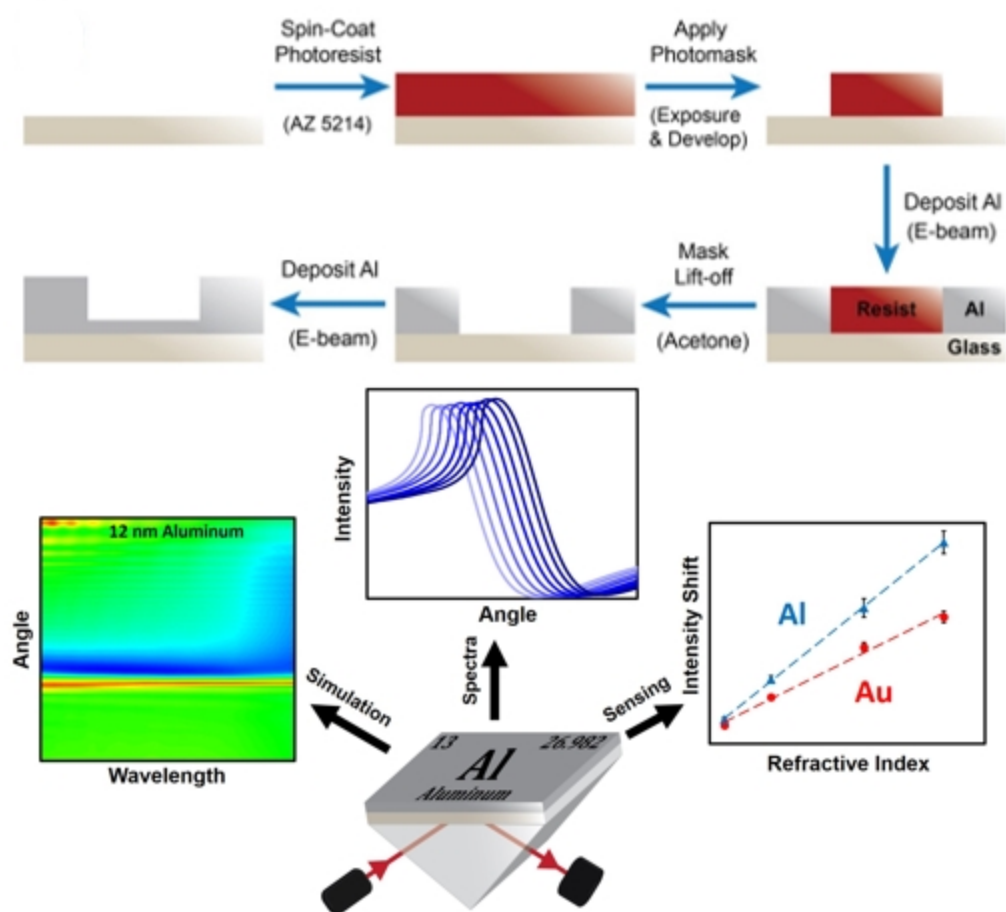 Spin-Coat
Photoresist
(AZ 5214)
Apply
Photomask
(Exposure
& Develop)
Deposit Al
(E-beam)
Deposit Al
(E-beam)
Mask
Lift-off
(Acetone)
Resist
Al
Glass
Intensity
Angle
12 nm Aluminum
Angle
Wavelength
Simulation
Spectra
Sensing
Intensity Shift
Al
Au
Refractive Index
13
26.982
Al
Aluminum